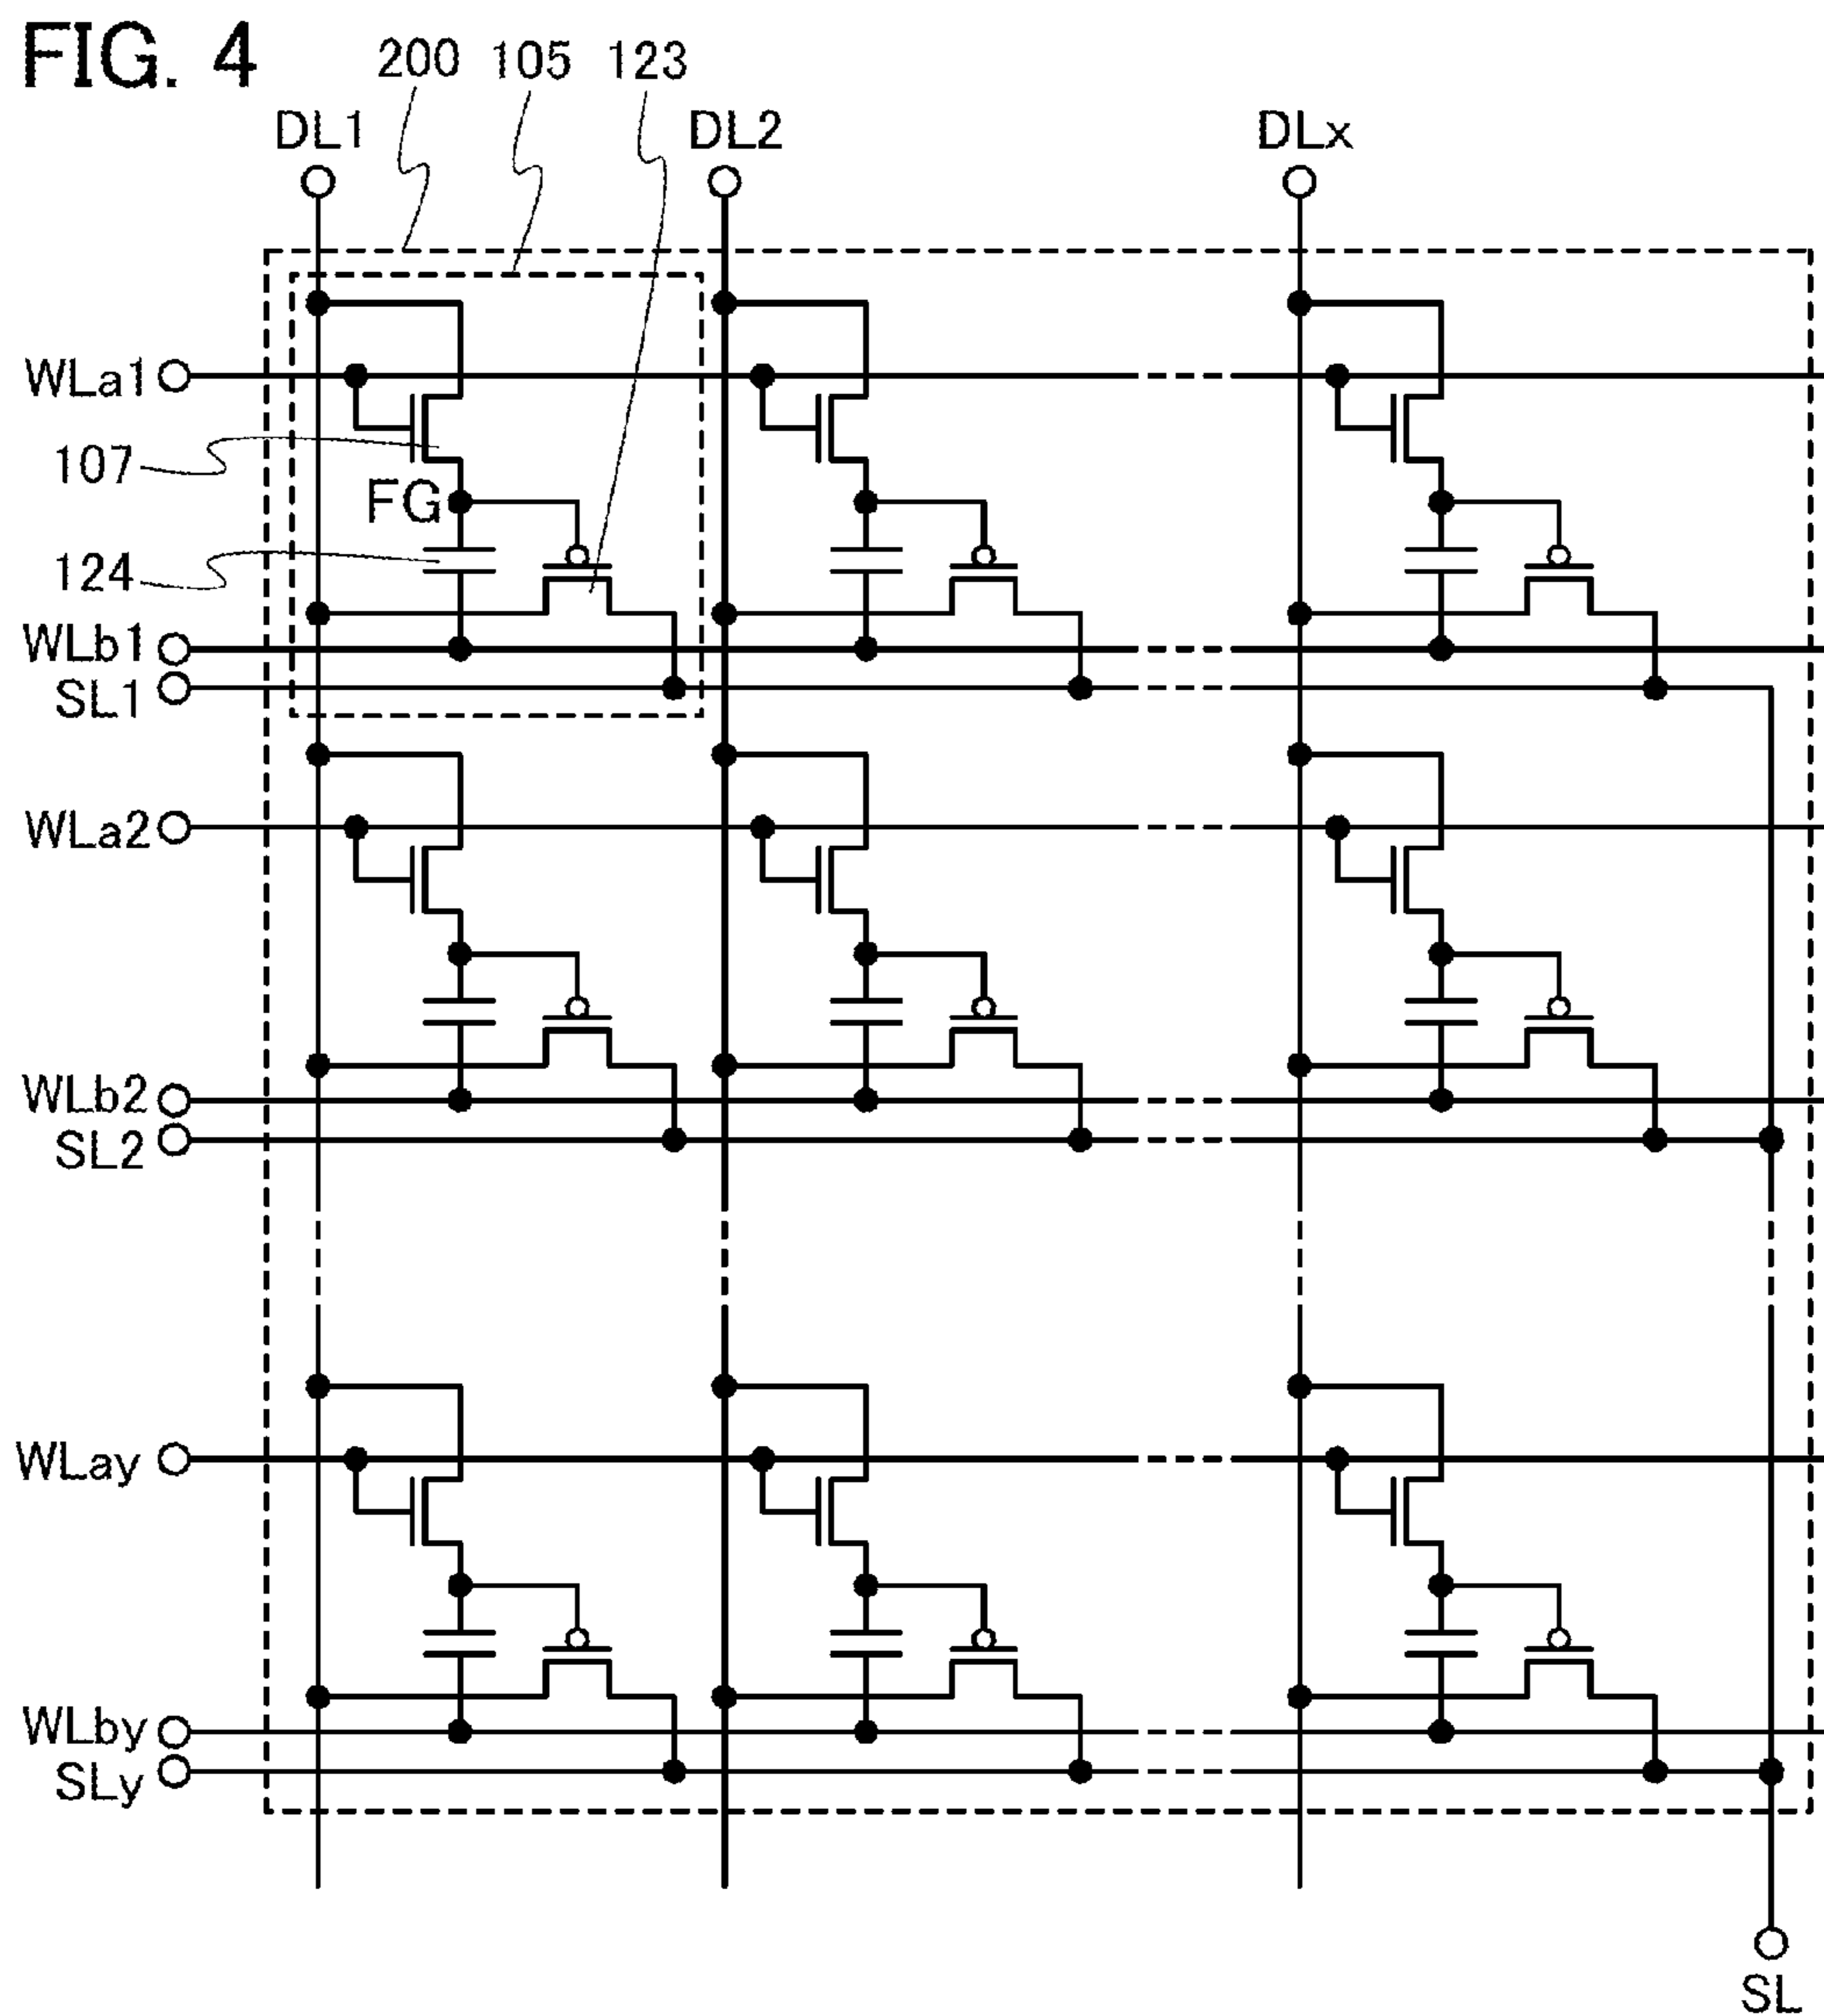 FIG. 4
200 105 123
DL1 DL2 DLx
WLa1
107
FG
124
WLb1
SL1
WLa2
WLb2
SL2
WLay
WLby
SLy
SL